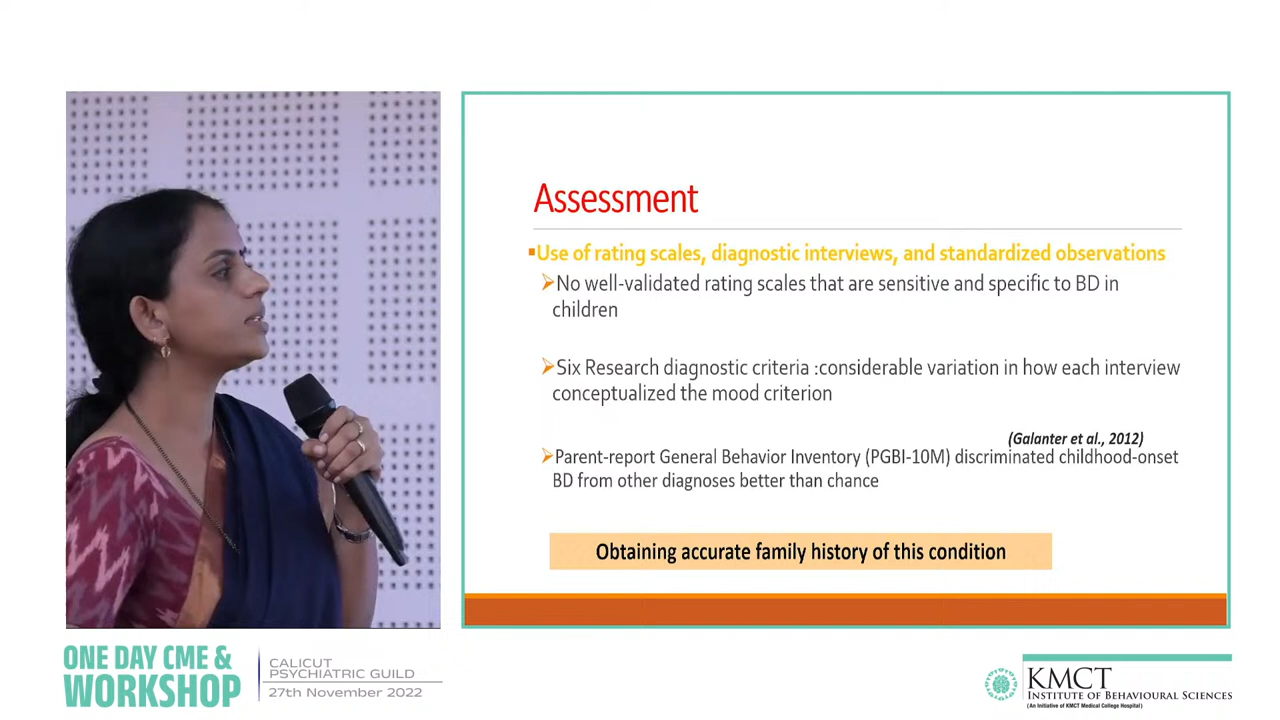 Assessment
▪Use of rating scales, diagnostic interviews, and standardized observations
➢No well-validated rating scales that are sensitive and specific to BD in
children
➢Six Research diagnostic criteria :considerable variation in how each interview
conceptualized the mood criterion
(Galanter et al., 2012)
➢Parent-report General Behavior Inventory (PGBI-10M) discriminated childhood-onset
BD from other diagnoses better than chance
Obtaining accurate family history of this condition
ONE DAY CME &
WORKSHOP
CALICUT
PSYCHIATRIC GUILD
27th November 2022
KMCT
INSTITUTE OF BEHAVIOURAL SCIENCES
(An Initiative of KMCT Medical College Hospital)